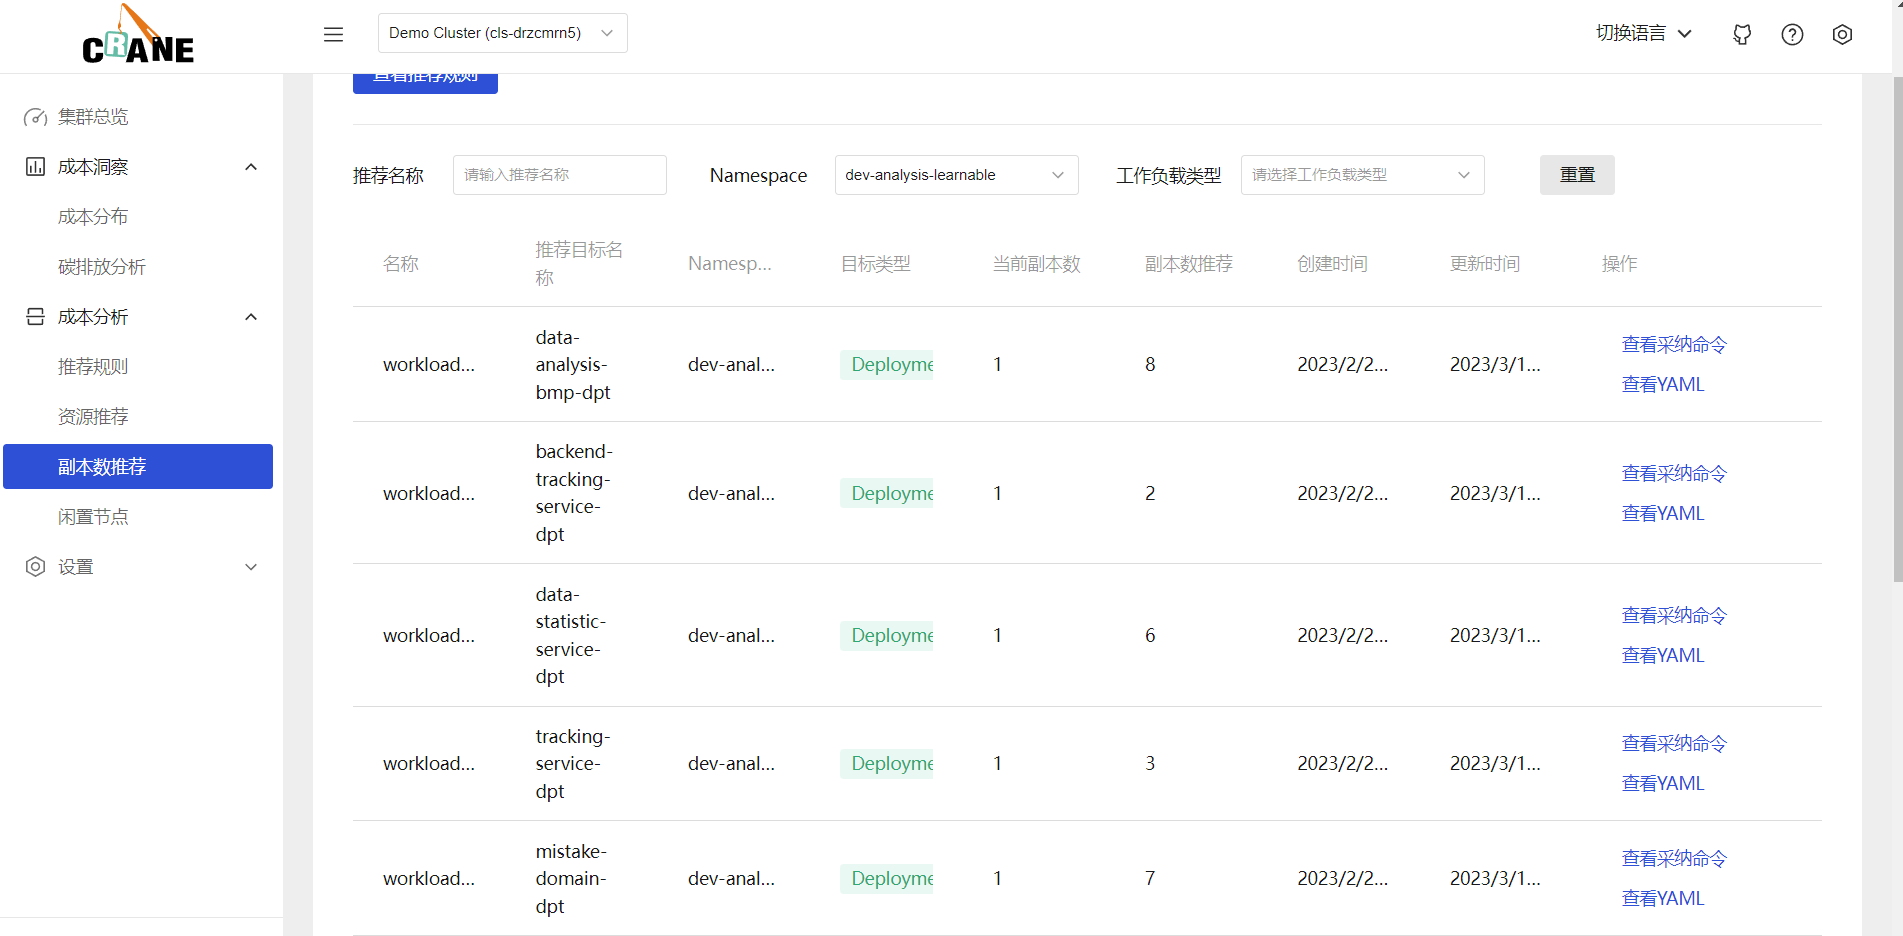 CRANE
Demo Cluster (cls-drzcmrn5)
切换语言
查看推荐规则
集群总览
成本洞察
成本分布
碳排放分析
成本分析
推荐规则
资源推荐
副本数推荐
闲置节点
设置
推荐名称 请输入推荐名称 Namespace dev-analysis-learnable 工作负载类型 请选择工作负载类型 重置
名称 推荐目标名 Namesp... 目标类型 当前副本数 副本数推荐 创建时间 更新时间 操作
称
data-
analysis-
bmp-dpt
workload... dev-anal... Deployme 1 8 2023/2/2... 2023/3/1...
查看采纳命令
查看YAML
backend-
tracking-
service-
dpt
workload... dev-anal... Deployme 1 2 2023/2/2... 2023/3/1...
查看采纳命令
查看YAML
data-
statistic-
service-
dpt
workload... dev-anal... Deployme 1 6 2023/2/2... 2023/3/1...
查看采纳命令
查看YAML
tracking-
service-
dpt
workload... dev-anal... Deployme 1 3 2023/2/2... 2023/3/1...
查看采纳命令
查看YAML
mistake-
domain-
dpt
workload... dev-anal... Deployme 1 7 2023/2/2... 2023/3/1...
查看采纳命令
查看YAML